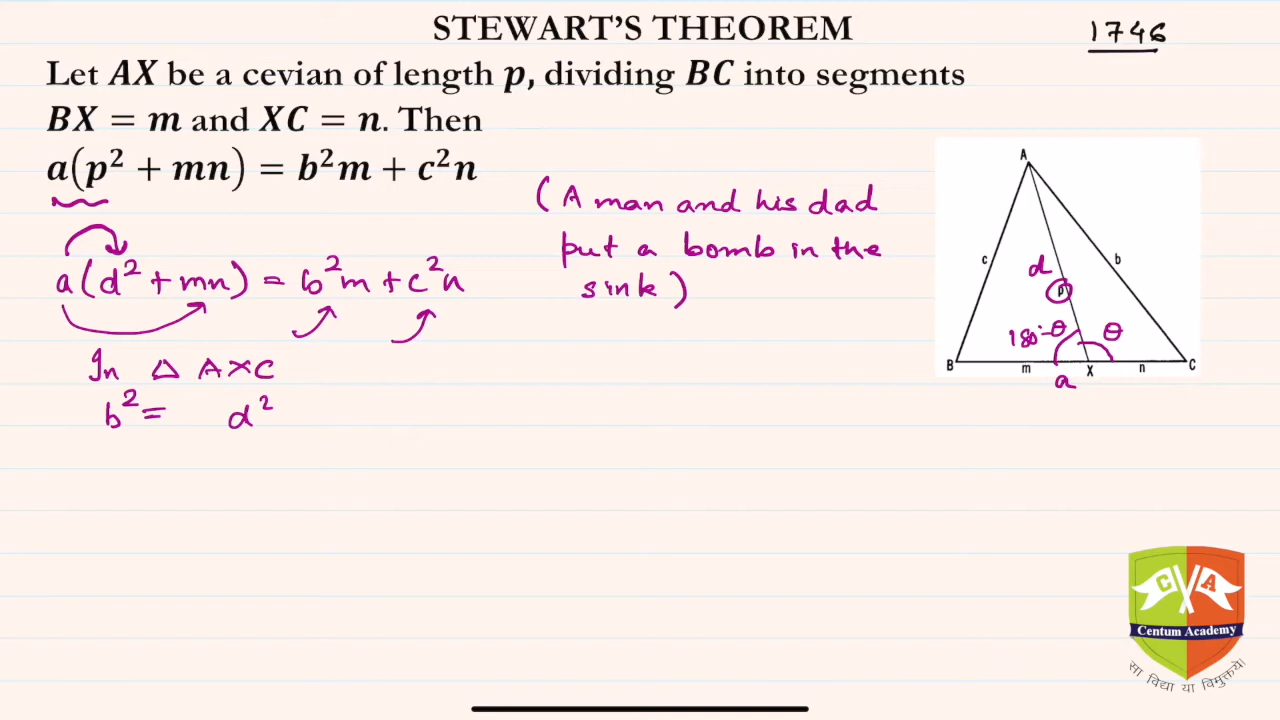 STEWART'S THEOREM
1746
Let AX be a cevian of length p, dividing BC into segments
BX = m and XC = n. Then
a(p² + mn) = b²m + c²n
(A man and his dad
put a bomb in the
sink)
a(d² + mn) = b²m + c²n
In △ AXC
b² = d²
A
c
b
d
p
180°-θ
θ
B
m
X
n
C
a
C A
Centum Academy
सा विद्या या विमुक्तये।